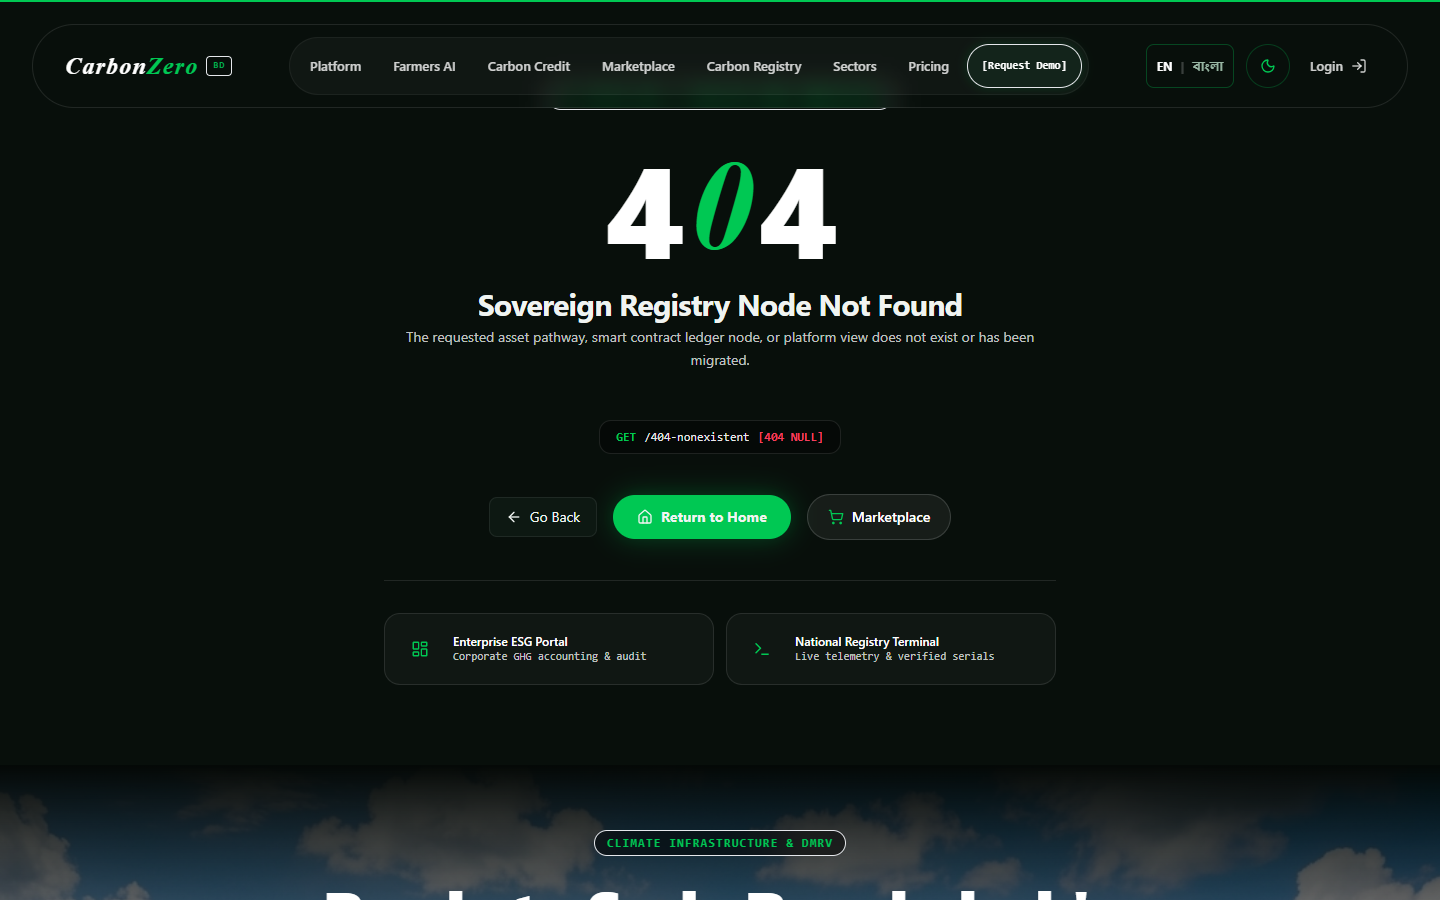 CarbonZero BD
Platform Farmers AI Carbon Credit Marketplace Carbon Registry Sectors Pricing [Request Demo]
EN | বাংলা
Login
404
Sovereign Registry Node Not Found
The requested asset pathway, smart contract ledger node, or platform view does not exist or has been
migrated.
GET /404-nonexistent [404 NULL]
Go Back
Return to Home
Marketplace
Enterprise ESG Portal
Corporate GHG accounting & audit
National Registry Terminal
Live telemetry & verified serials
CLIMATE INFRASTRUCTURE & DMRV